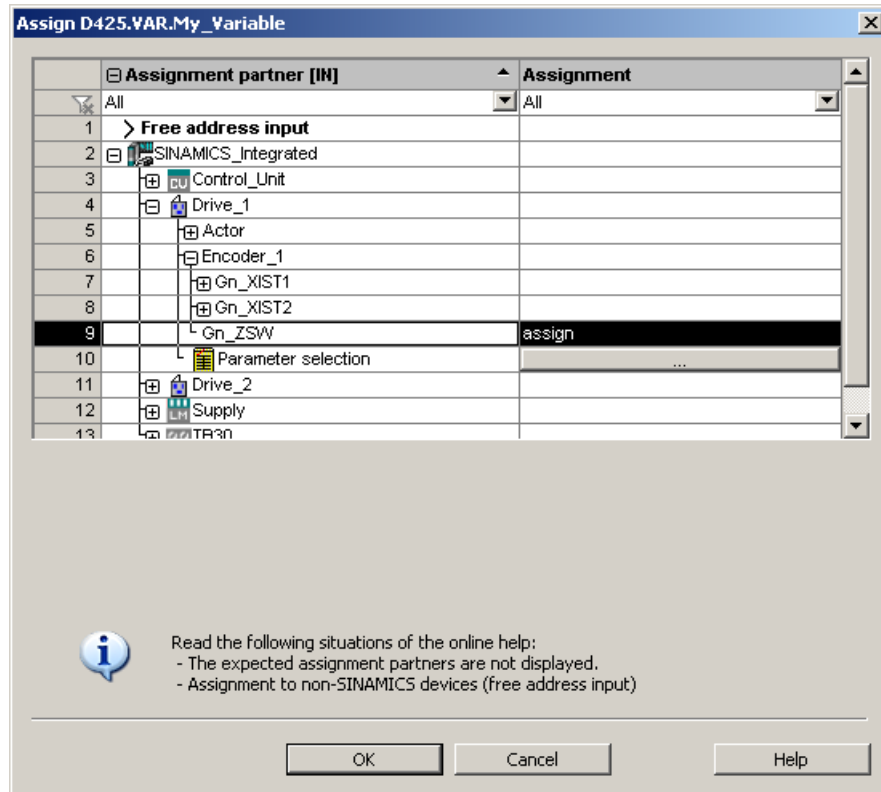 Assign D425.VAR.My_Variable
Assignment partner [IN] Assignment
All All
1 Free address input
2 SINAMICS_Integrated
3 CU Control_Unit
4 Drive_1
5 Actor
6 Encoder_1
7 Gn_XIST1
8 Gn_XIST2
9 Gn_ZSW assign
10 Parameter selection ...
11 Drive_2
12 LM Supply
13 TB30
Read the following situations of the online help:
- The expected assignment partners are not displayed.
- Assignment to non-SINAMICS devices (free address input)
OK Cancel Help